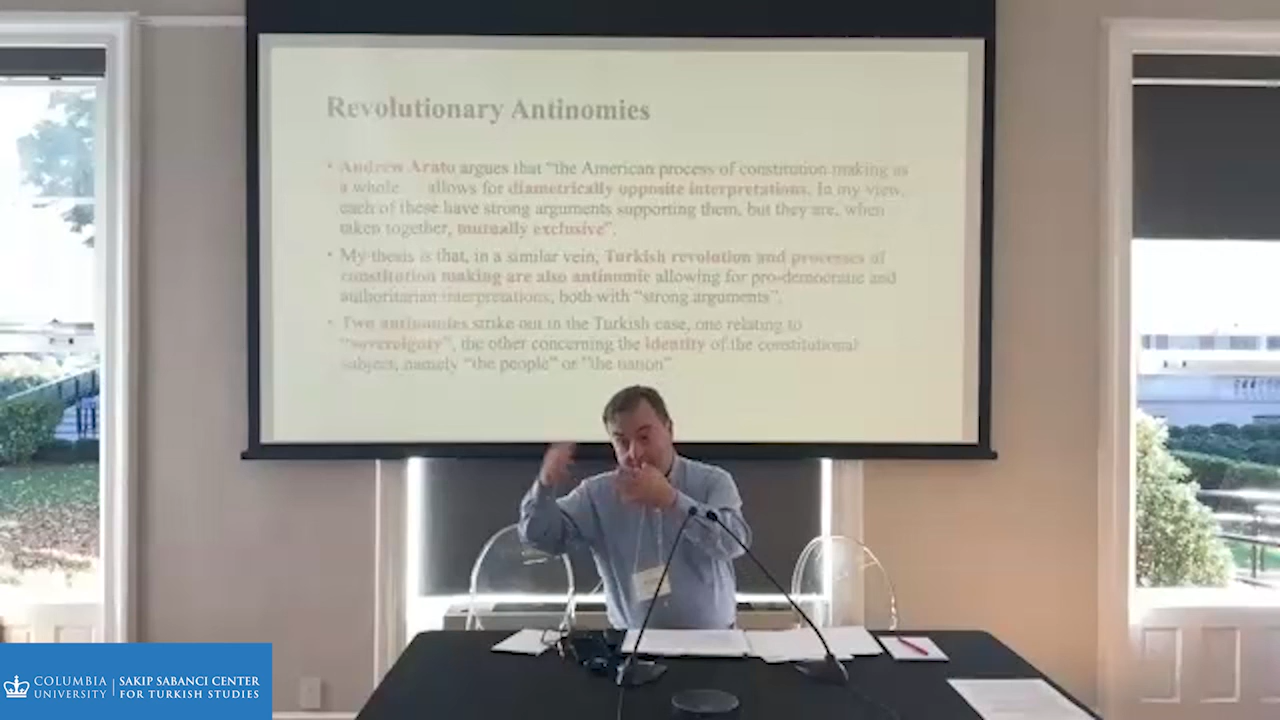 Revolutionary Antinomies
• Andrew Arato argues that “the American process of constitution making as
a whole . . . allows for diametrically opposite interpretations. In my view,
each of these have strong arguments supporting them, but they are, when
taken together, mutually exclusive”.
• My thesis is that, in a similar vein, Turkish revolution and processes of
constitution making are also antinomic allowing for pro-democratic and
authoritarian interpretations, both with “strong arguments”.
• Two antinomies strike out in the Turkish case, one relating to
“sovereignty”, the other concerning the identity of the constitutional
subject, namely “the people” or "the nation"
COLUMBIA UNIVERSITY
SAKIP SABANCI CENTER
FOR TURKISH STUDIES